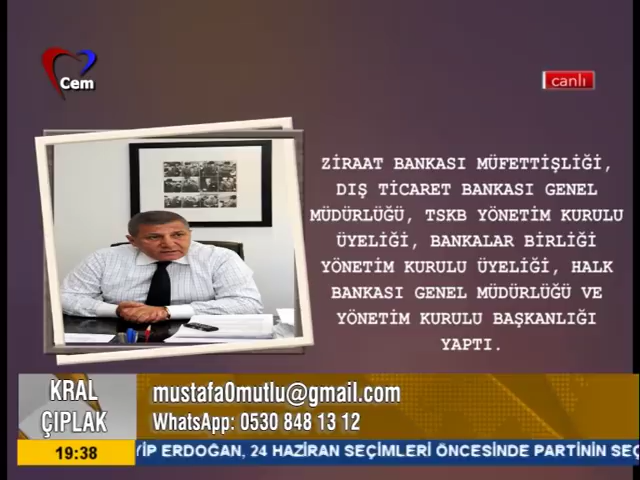 Cem
canlı
ZİRAAT BANKASI MÜFETTİŞLİĞİ,
DIŞ TİCARET BANKASI GENEL
MÜDÜRLÜĞÜ, TSKB YÖNETİM KURULU
ÜYELİĞİ, BANKALAR BİRLİĞİ
YÖNETİM KURULU ÜYELİĞİ, HALK
BANKASI GENEL MÜDÜRLÜĞÜ VE
YÖNETİM KURULU BAŞKANLIĞI
YAPTI.
KRAL
ÇIPLAK
mustafa0mutlu@gmail.com
WhatsApp: 0530 848 13 12
19:38
YİP ERDOĞAN, 24 HAZİRAN SEÇİMLERİ ÖNCESİNDE PARTİNİN SEÇ